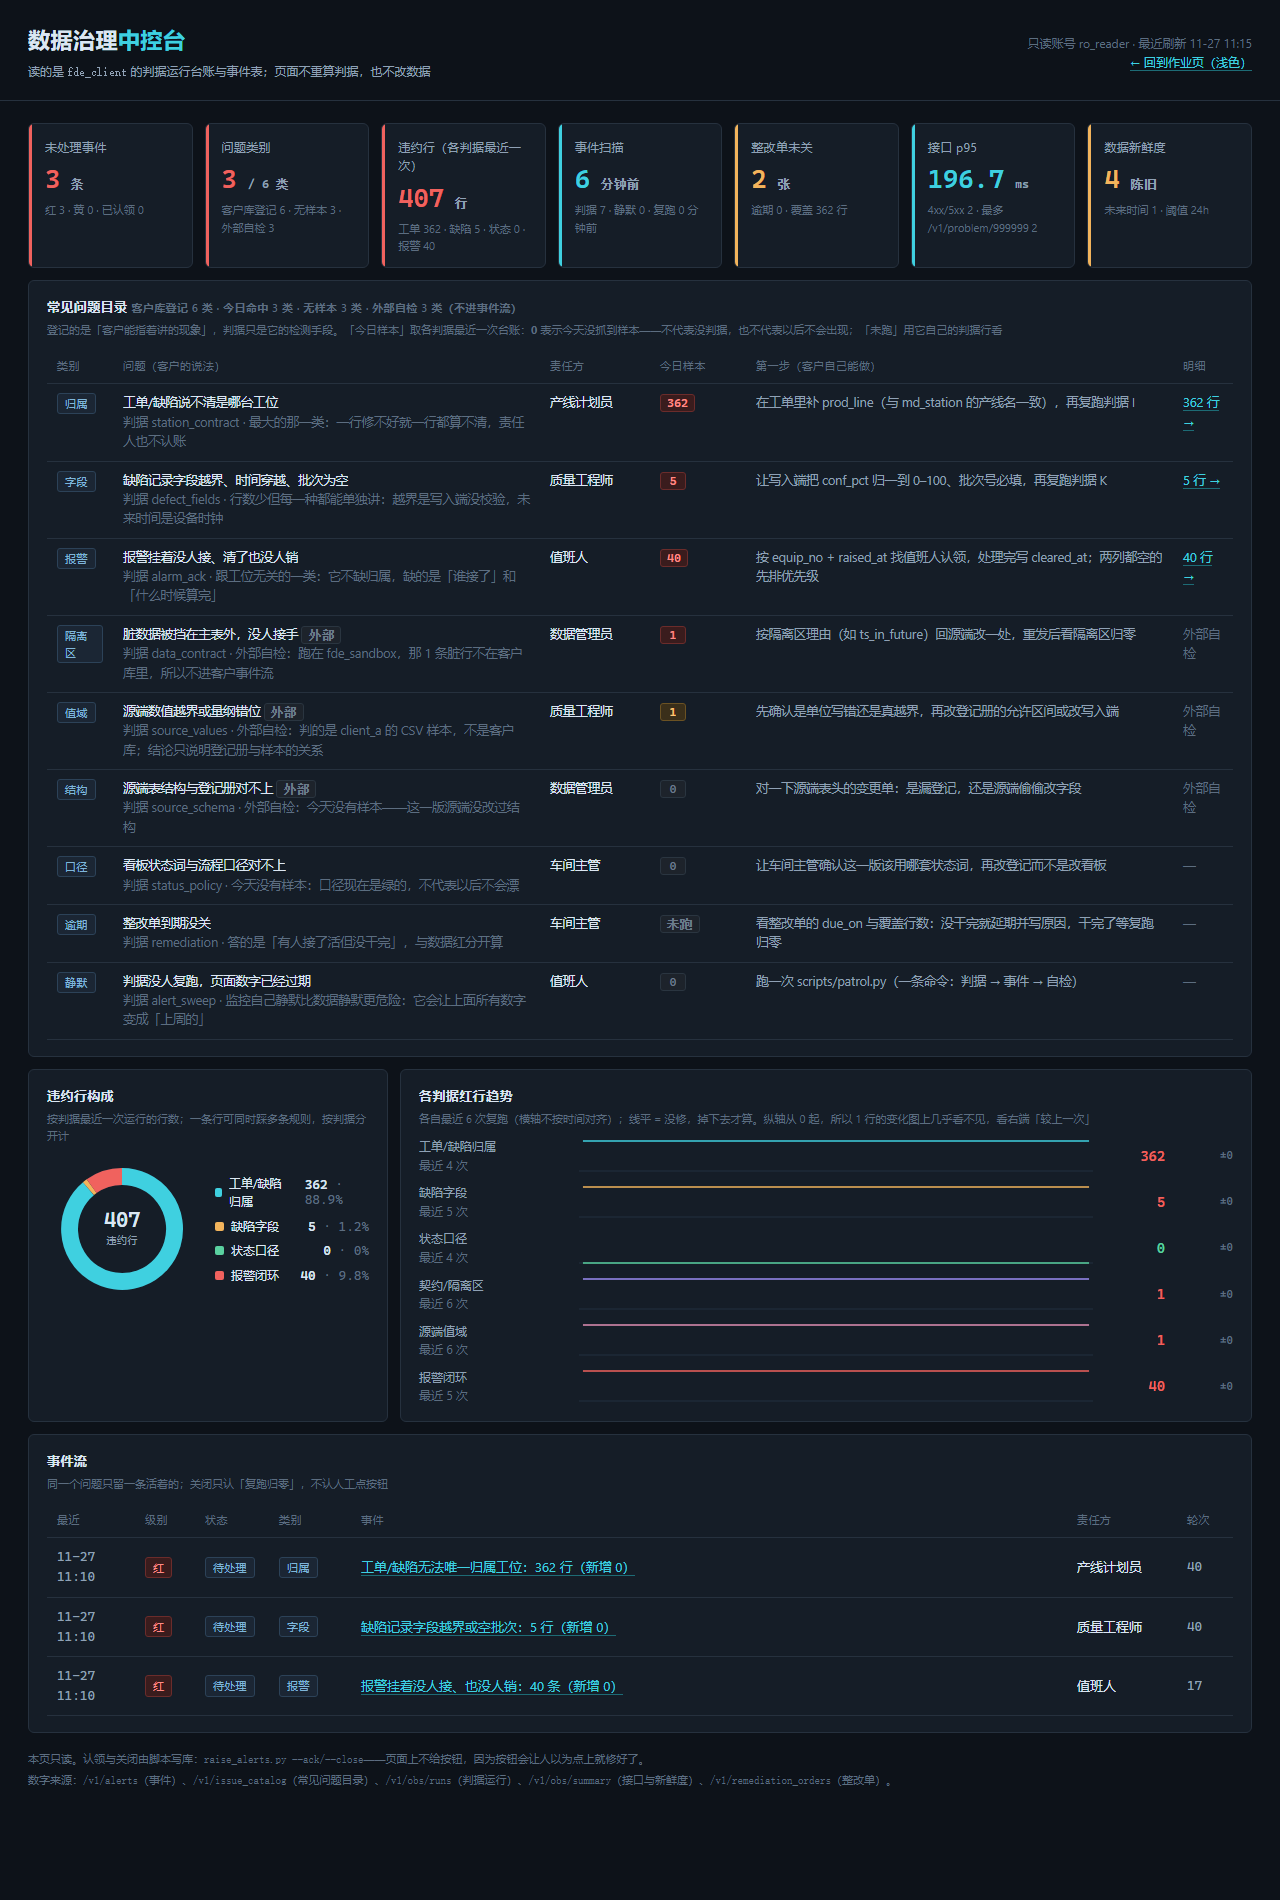 数据治理中控台
只读账号 ro_reader · 最近刷新 11-27 11:15
读的是 fde_client 的判据运行台账与事件表；页面不重算判据，也不改数据
← 回到作业页（浅色）
未处理事件
3 条
红 3 · 黄 0 · 已认领 0
问题类别
3 / 6 类
客户库登记 6 · 无样本 3 ·
外部自检 3
违约行（各判据最近一
次）
407 行
工单 362 · 缺陷 5 · 状态 0 ·
报警 40
事件扫描
6 分钟前
判据 7 · 静默 0 · 复跑 0 分
钟前
整改单未关
2 张
逾期 0 · 覆盖 362 行
接口 p95
196.7 ms
4xx/5xx 2 · 最多
/v1/problem/999999 2
数据新鲜度
4 陈旧
未来时间 1 · 阈值 24h
常见问题目录 客户库登记 6 类 · 今日命中 3 类 · 无样本 3 类 · 外部自检 3 类（不进事件流）
登记的是「客户能指着讲的现象」，判据只是它的检测手段。「今日样本」取各判据最近一次台账：0 表示今天没抓到样本——不代表没判据，也不代表以后不会出现；「未跑」用它自己的判据行看
类别 问题（客户的说法） 责任方 今日样本 第一步（客户自己能做） 明细
归属 工单/缺陷说不清是哪台工位 产线计划员 362 在工单里补 prod_line（与 md_station 的产线名一致），再复跑判据 I 362 行
→
判据 station_contract · 最大的那一类：一行修不好就一行都算不清，责任
人也不认账
字段 缺陷记录字段越界、时间穿越、批次为空 质量工程师 5 让写入端把 conf_pct 归一到 0–100、批次号必填，再复跑判据 K 5 行 →
判据 defect_fields · 行数少但每一种都能单独讲：越界是写入端没校验，未
来时间是设备时钟
报警 报警挂着没人接、清了也没人销 值班人 40 按 equip_no + raised_at 找值班人认领，处理完写 cleared_at；两列都空的
先排优先级 40 行
→
判据 alarm_ack · 跟工位无关的一类：它不缺归属，缺的是「谁接了」和
「什么时候算完」
隔离
区 脏数据被挡在主表外，没人接手 外部 数据管理员 1 按隔离区理由（如 ts_in_future）回源端改一处，重发后看隔离区归零 外部自
检
判据 data_contract · 外部自检：跑在 fde_sandbox，那 1 条脏行不在客户
库里，所以不进客户事件流
值域 源端数值越界或量纲错位 外部 质量工程师 1 先确认是单位写错还是真越界，再改登记册的允许区间或改写入端 外部自
检
判据 source_values · 外部自检：判的是 client_a 的 CSV 样本，不是客户
库；结论只说明登记册与样本的关系
结构 源端表结构与登记册对不上 外部 数据管理员 0 对一下源端表头的变更单：是漏登记，还是源端偷偷改字段 外部自
检
判据 source_schema · 外部自检：今天没有样本——这一版源端没改过结
构
口径 看板状态词与流程口径对不上 车间主管 0 让车间主管确认这一版该用哪套状态词，再改登记而不是改看板 —
判据 status_policy · 今天没有样本：口径现在是绿的，不代表以后不会漂
逾期 整改单到期没关 车间主管 未跑 看整改单的 due_on 与覆盖行数：没干完就延期并写原因，干完了等复跑
归零 —
判据 remediation · 答的是「有人接了活但没干完」，与数据红分开算
静默 判据没人复跑，页面数字已经过期 值班人 0 跑一次 scripts/patrol.py（一条命令：判据 → 事件 → 自检） —
判据 alert_sweep · 监控自己静默比数据静默更危险：它会让上面所有数字
变成「上周的」
违约行构成
按判据最近一次运行的行数；一条行可同时踩多条规则，按判据分
开计
407
违约行
工单/缺陷
归属 362 ·
88.9%
缺陷字段 5 · 1.2%
状态口径 0 · 0%
报警闭环 40 · 9.8%
各判据红行趋势
各自最近 6 次复跑（横轴不按时间对齐）；线平 = 没修，掉下去才算。纵轴从 0 起，所以 1 行的变化图上几乎看不见，看右端「较上一次」
工单/缺陷归属
最近 4 次 362 ±0
缺陷字段
最近 5 次 5 ±0
状态口径
最近 4 次 0 ±0
契约/隔离区
最近 6 次 1 ±0
源端值域
最近 6 次 1 ±0
报警闭环
最近 5 次 40 ±0
事件流
同一个问题只留一条活着的；关闭只认「复跑归零」，不认人工点按钮
最近 级别 状态 类别 事件 责任方 轮次
11-27
11:10 红 待处理 归属 工单/缺陷无法唯一归属工位：362 行（新增 0） 产线计划员 40
11-27
11:10 红 待处理 字段 缺陷记录字段越界或空批次：5 行（新增 0） 质量工程师 40
11-27
11:10 红 待处理 报警 报警挂着没人接、也没人销：40 条（新增 0） 值班人 17
本页只读。认领与关闭由脚本写库：raise_alerts.py --ack/--close——页面上不给按钮，因为按钮会让人以为点上就修好了。
数字来源：/v1/alerts（事件）、/v1/issue_catalog（常见问题目录）、/v1/obs/runs（判据运行）、/v1/obs/summary（接口与新鲜度）、/v1/remediation_orders（整改单）。